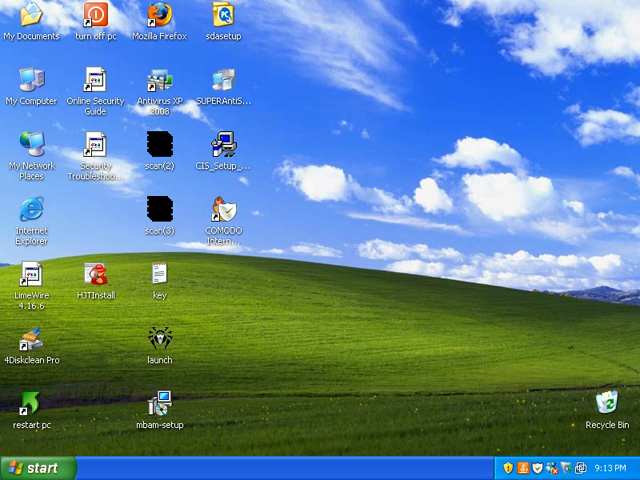 My Documents
turn off pc
Mozilla Firefox
sdasetup
My Computer
Online Security
Guide
Antivirus XP
2008
SUPERAntiS...
My Network
Places
Security
Troubleshoo...
scan(2)
CIS_Setup_...
Internet
Explorer
scan(3)
COMODO
Intern...
LimeWire
4.16.6
HJTInstall
key
4Diskclean Pro
launch
restart pc
mbam-setup
Recycle Bin
start
9:13 PM